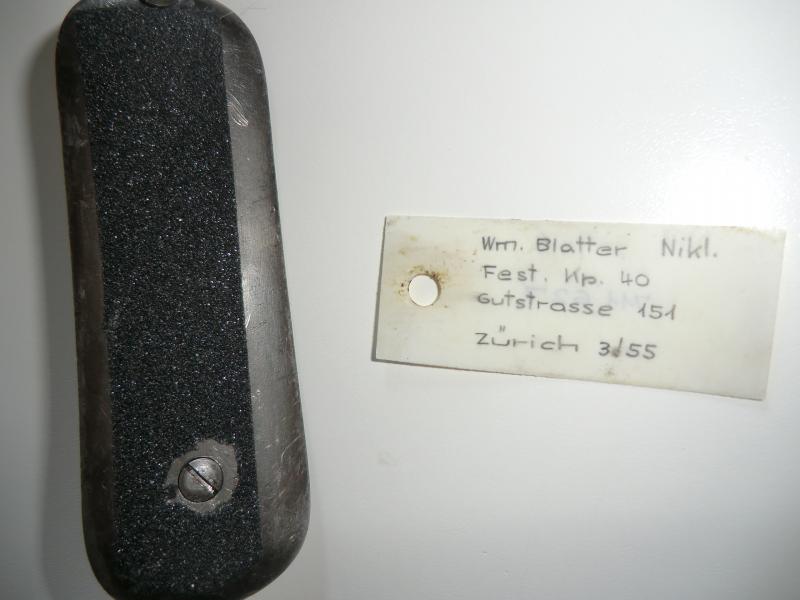 Wm. Blatter Nikl.
Fest. Kp. 40
Gutstrasse 151
Zürich 3/55